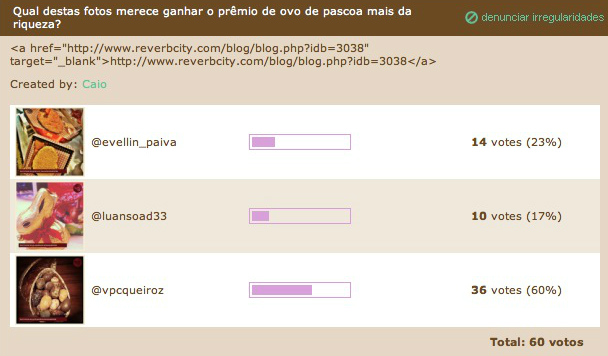 Qual destas fotos merece ganhar o prêmio de ovo de pascoa mais da
riqueza?
denunciar irregularidades
<a href="http://www.reverbcity.com/blog/blog.php?idb=3038"
target="_blank">http://www.reverbcity.com/blog/blog.php?idb=3038</a>
Created by: Caio
@evellin_paiva 14 votes (23%)
@luansoad33 10 votes (17%)
@vpcqueiroz 36 votes (60%)
Total: 60 votos